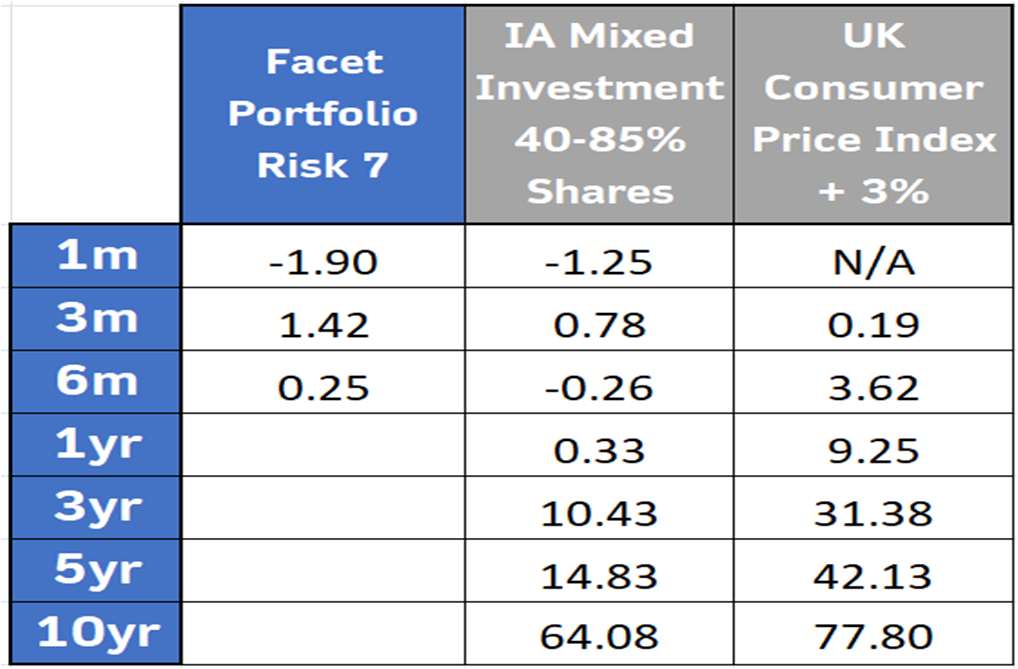 Facet
Portfolio
Risk 7
IA Mixed
Investment
40-85%
Shares
UK
Consumer
Price Index
+ 3%
1m -1.90 -1.25 N/A
3m 1.42 0.78 0.19
6m 0.25 -0.26 3.62
1yr 0.33 9.25
3yr 10.43 31.38
5yr 14.83 42.13
10yr 64.08 77.80